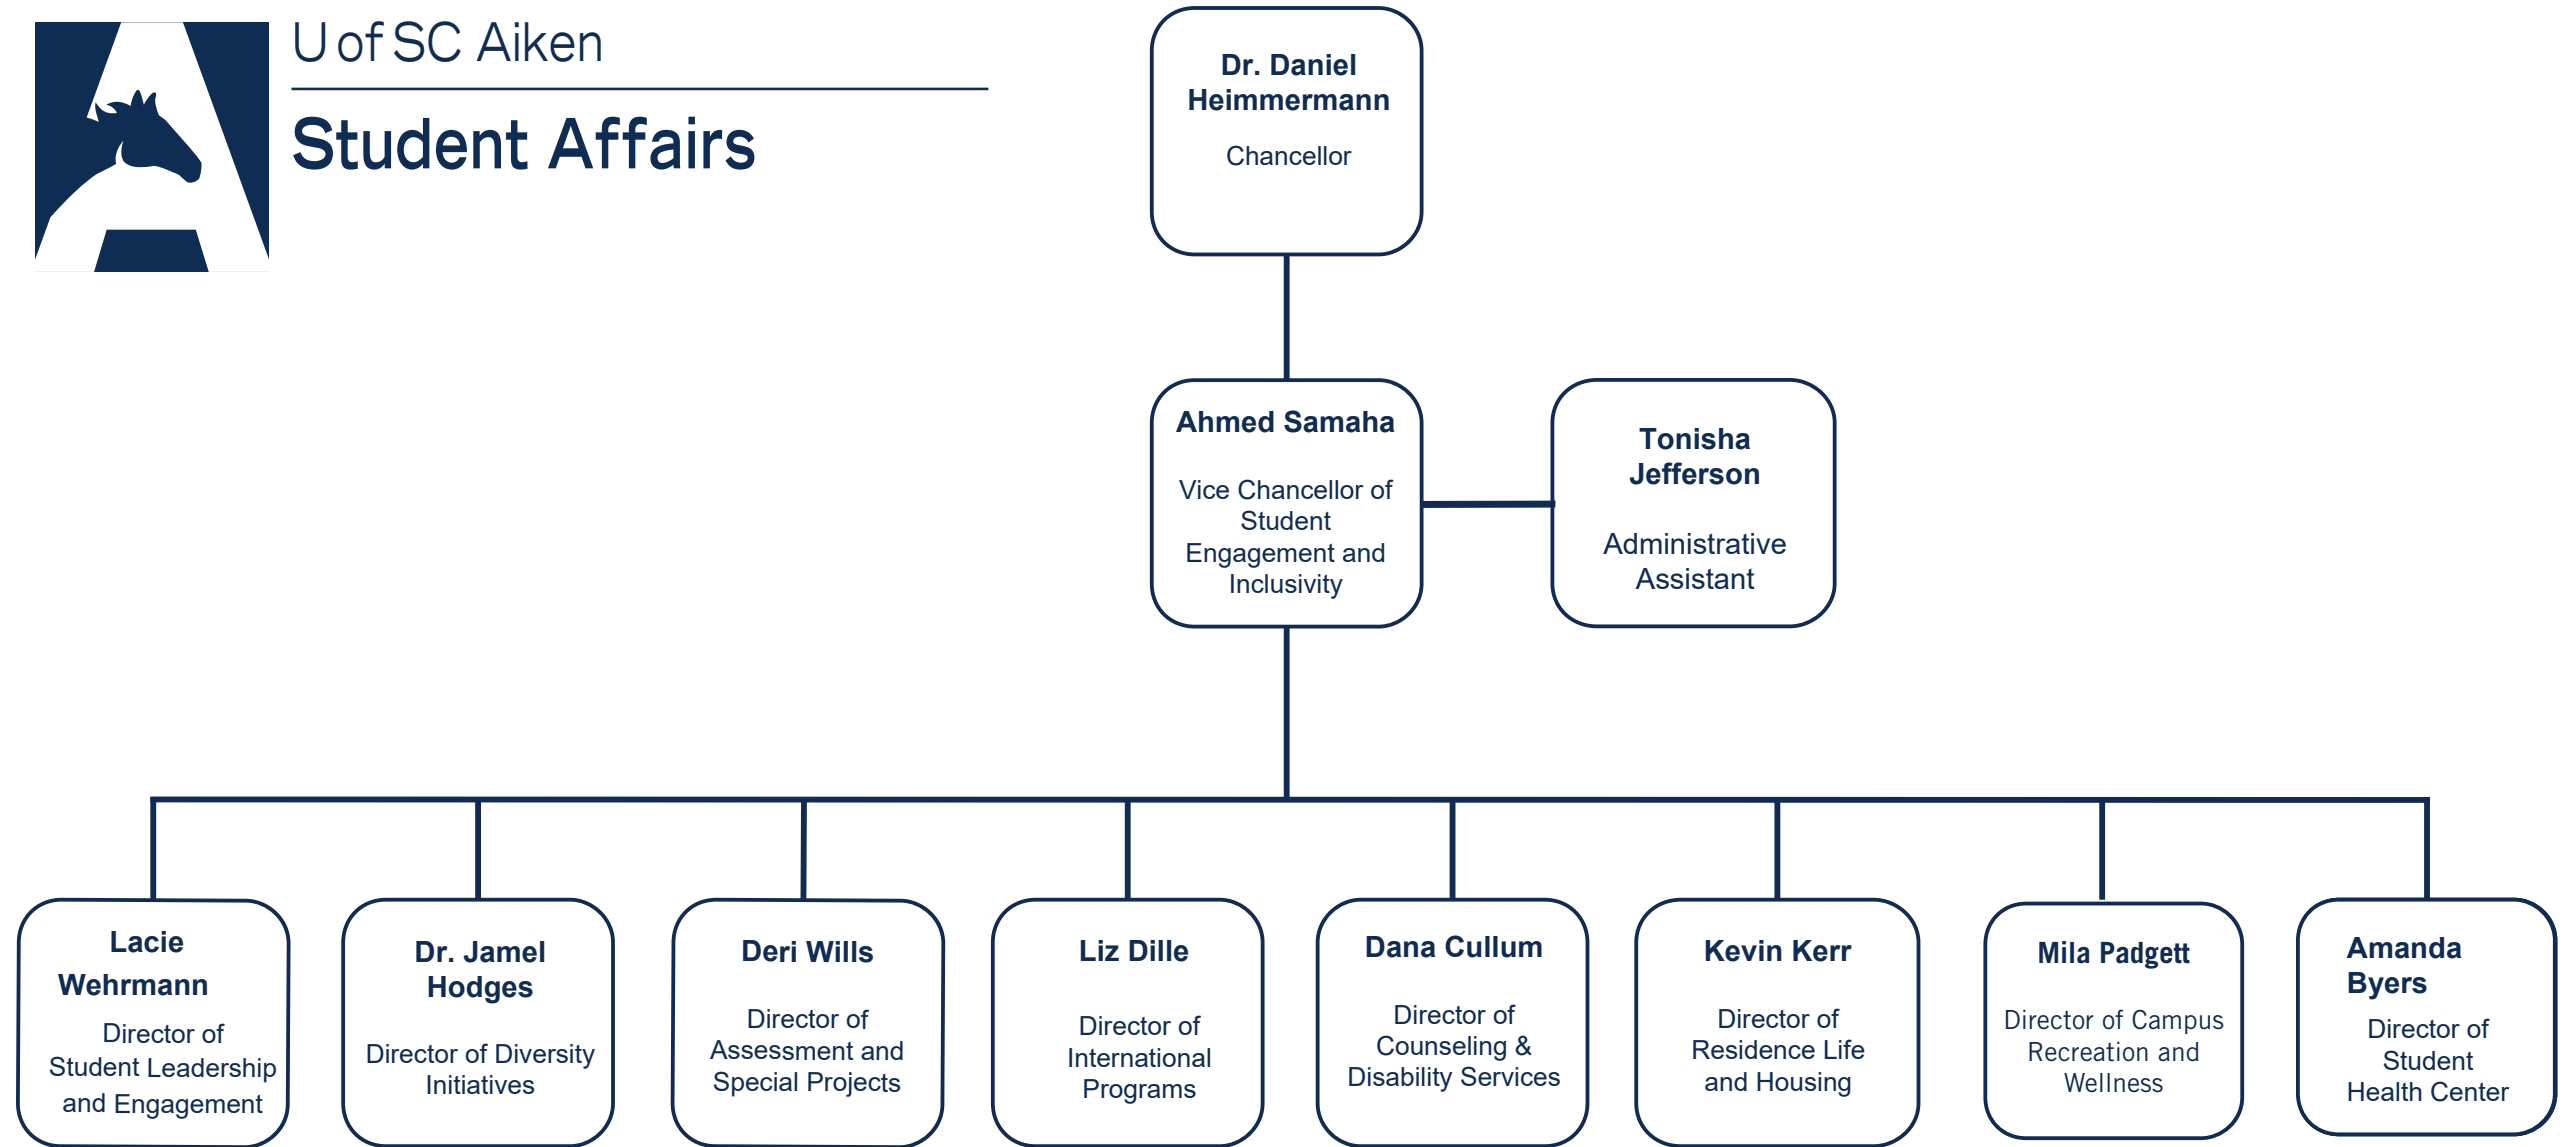 U of SC Aiken
Student Affairs
Dr. Daniel
Heimmermann
Chancellor
Ahmed Samaha
Vice Chancellor of
Student
Engagement and
Inclusivity
Tonisha
Jefferson
Administrative
Assistant
Lacie
Wehrmann
Director of
Student Leadership
and Engagement
Dr. Jamel
Hodges
Director of Diversity
Initiatives
Deri Wills
Director of
Assessment and
Special Projects
Liz Dille
Director of
International
Programs
Dana Cullum
Director of
Counseling &
Disability Services
Kevin Kerr
Director of
Residence Life
and Housing
Mila Padgett
Director of Campus
Recreation and
Wellness
Amanda
Byers
Director of
Student
Health Center